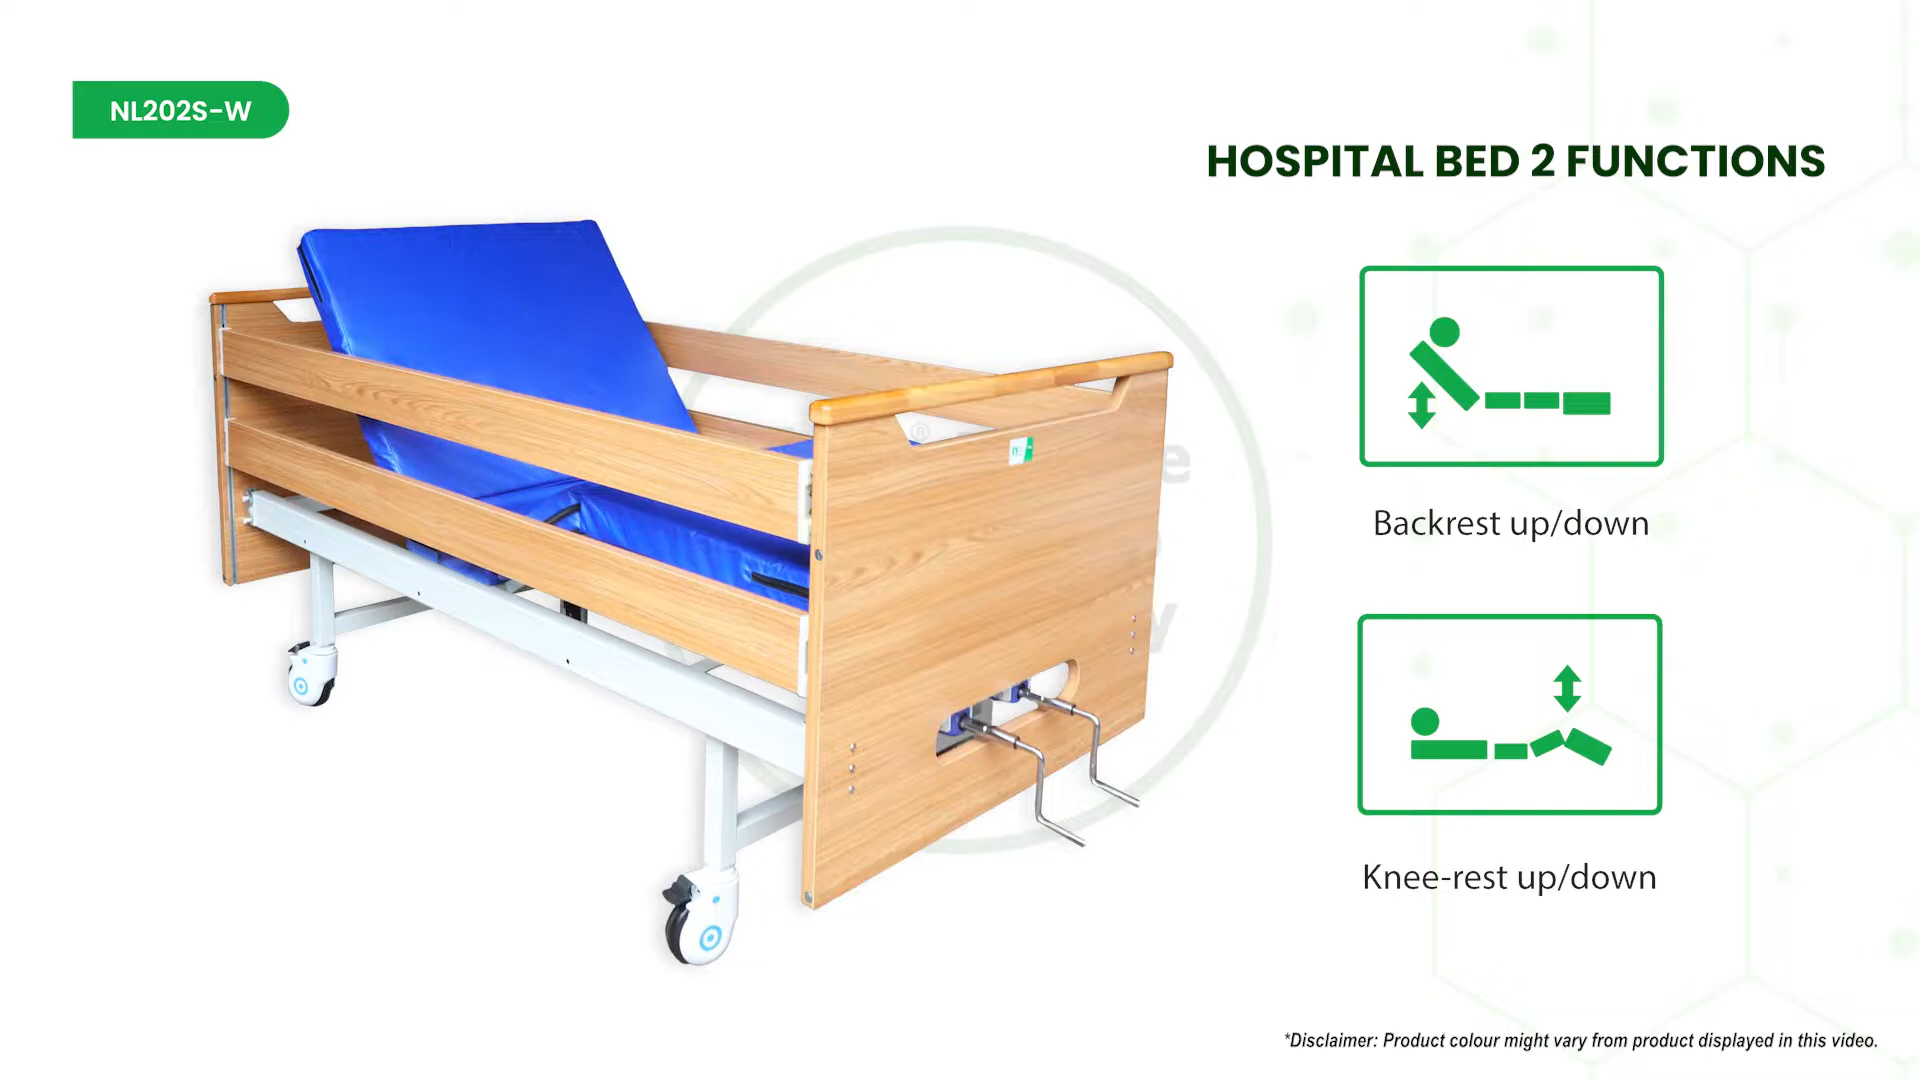 NL202S-W
HOSPITAL BED 2 FUNCTIONS
Backrest up/down
Knee-rest up/down
*Disclaimer: Product colour might vary from product displayed in this video.